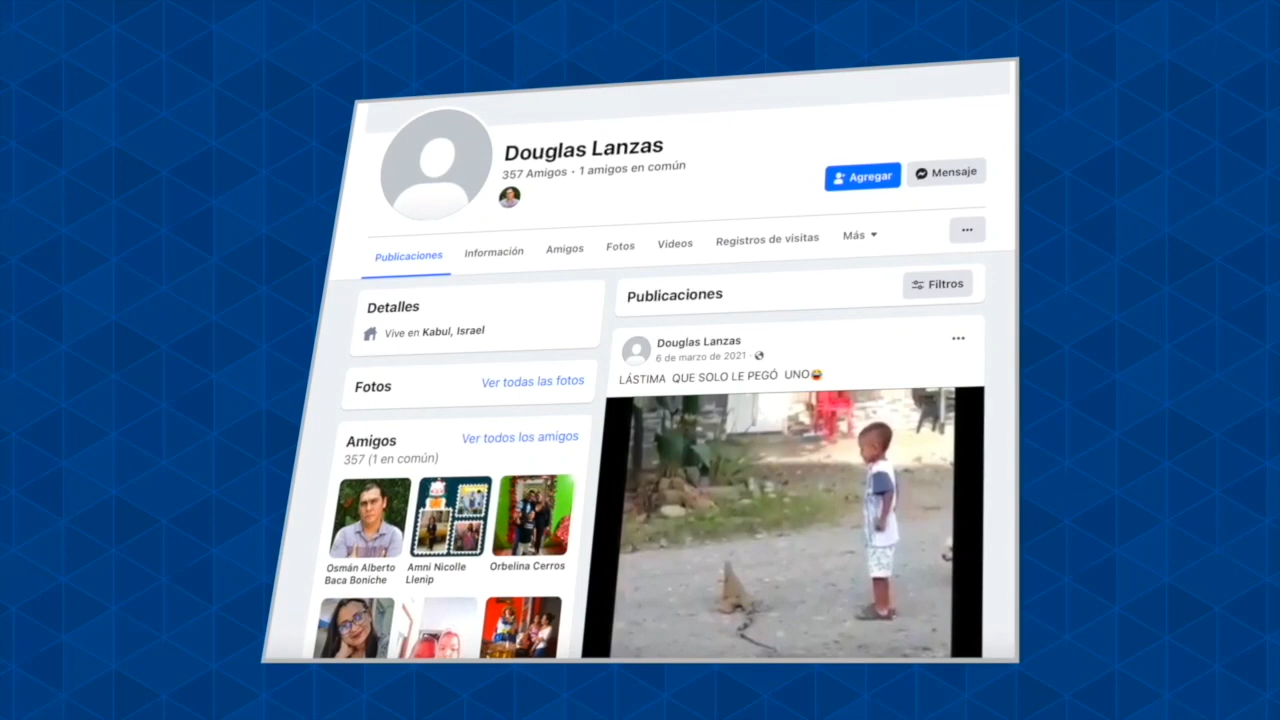 Douglas Lanzas
357 Amigos · 1 amigos en común
Agregar
Mensaje
Publicaciones
Información
Amigos
Fotos
Videos
Registros de visitas
Más
Detalles
Vive en Kabul, Israel
Fotos
Ver todas las fotos
Amigos
Ver todos los amigos
357 (1 en común)
Osmán Alberto
Baca Boniche
Amni Nicolle
Llenip
Orbelina Cerros
Publicaciones
Filtros
Douglas Lanzas
6 de marzo de 2021 ·
LÁSTIMA QUE SOLO LE PEGÓ UNO😂